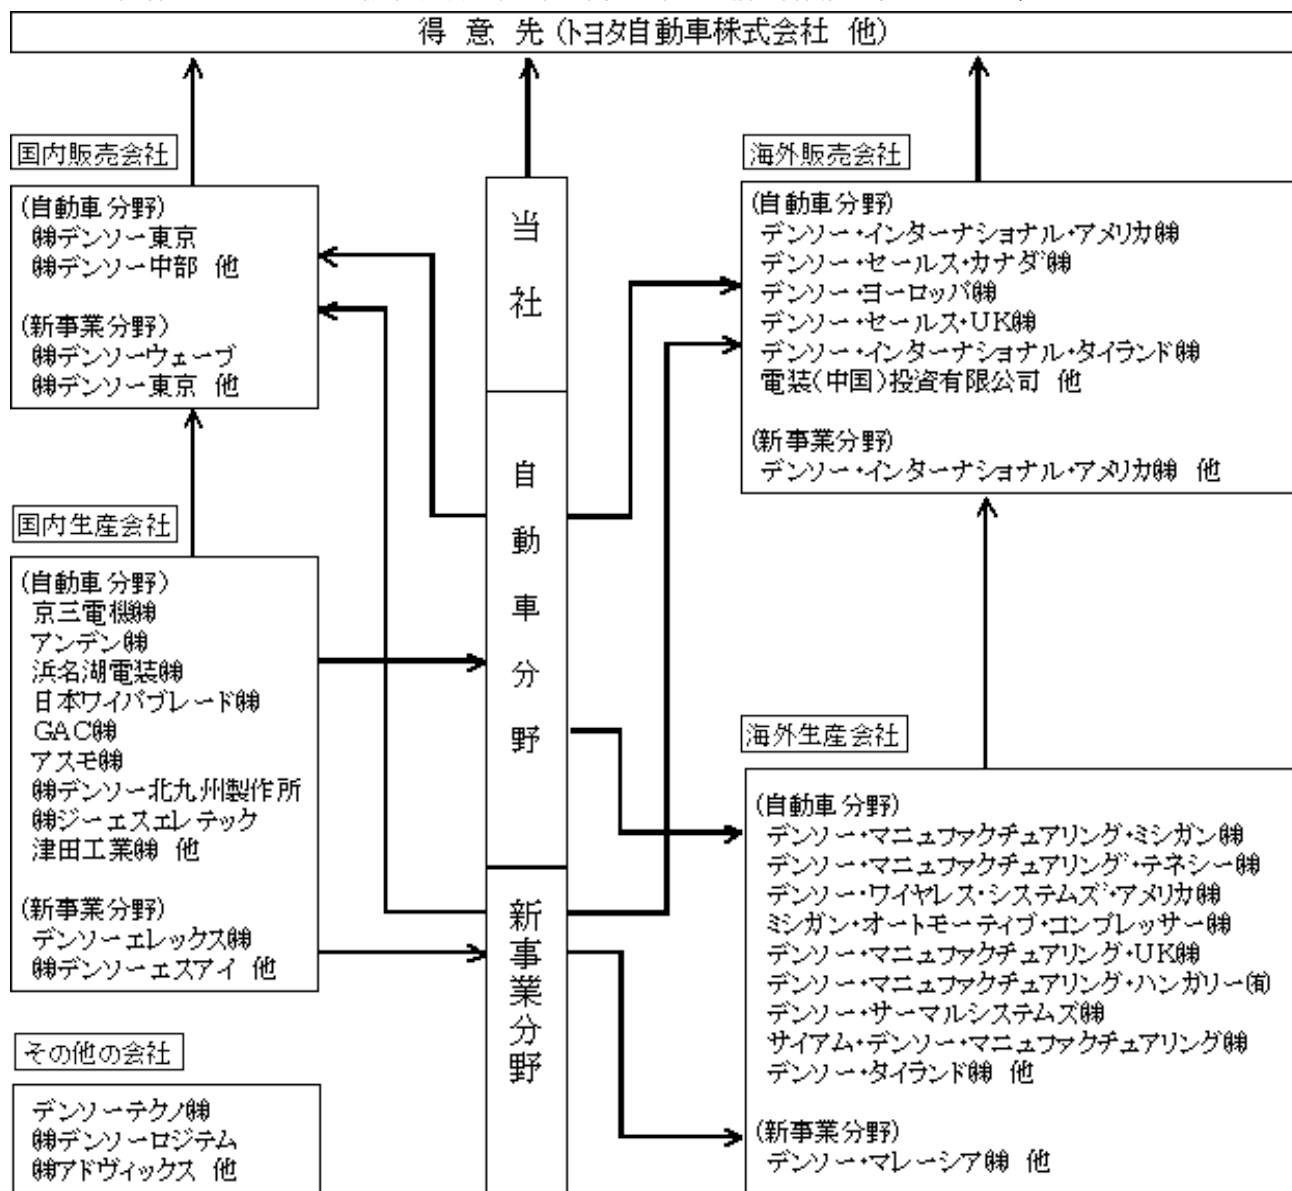 得 意 先 (トヨタ自動車株式会社 他)
国内販売会社
(自動車分野)
㈱デンソー東京
㈱デンソー中部 他
(新事業分野)
㈱デンソーウェーブ
㈱デンソー東京 他
国内生産会社
(自動車分野)
京三電機㈱
アンデン㈱
浜名湖電装㈱
日本ワイパブレード㈱
GAC㈱
アスモ㈱
㈱デンソー北九州製作所
㈱ジーエスエレテック
津田工業㈱ 他
(新事業分野)
デンソーエレックス㈱
㈱デンソーエスアイ 他
その他の会社
デンソーテクノ㈱
㈱デンソーロジテム
㈱アドヴィックス 他
当社
自動車分野
新事業分野
海外販売会社
(自動車分野)
デンソー・インターナショナル・アメリカ㈱
デンソー・セールス・カナダ㈱
デンソー・ヨーロッパ㈱
デンソー・セールス・UK㈱
デンソー・インターナショナル・タイランド㈱
電装(中国)投資有限公司 他
(新事業分野)
デンソー・インターナショナル・アメリカ㈱ 他
海外生産会社
(自動車分野)
デンソー・マニュファクチュアリング・ミシガン㈱
デンソー・マニュファクチュアリング・テネシー㈱
デンソー・ワイヤレス・システムズ・アメリカ㈱
ミシガン・オートモーティブ・コンプレッサー㈱
デンソー・マニュファクチュアリング・UK㈱
デンソー・マニュファクチュアリング・ハンガリー㈲
デンソー・サーマルシステムズ㈱
サイアム・デンソー・マニュファクチュアリング㈱
デンソー・タイランド㈱ 他
(新事業分野)
デンソー・マレーシア㈱ 他